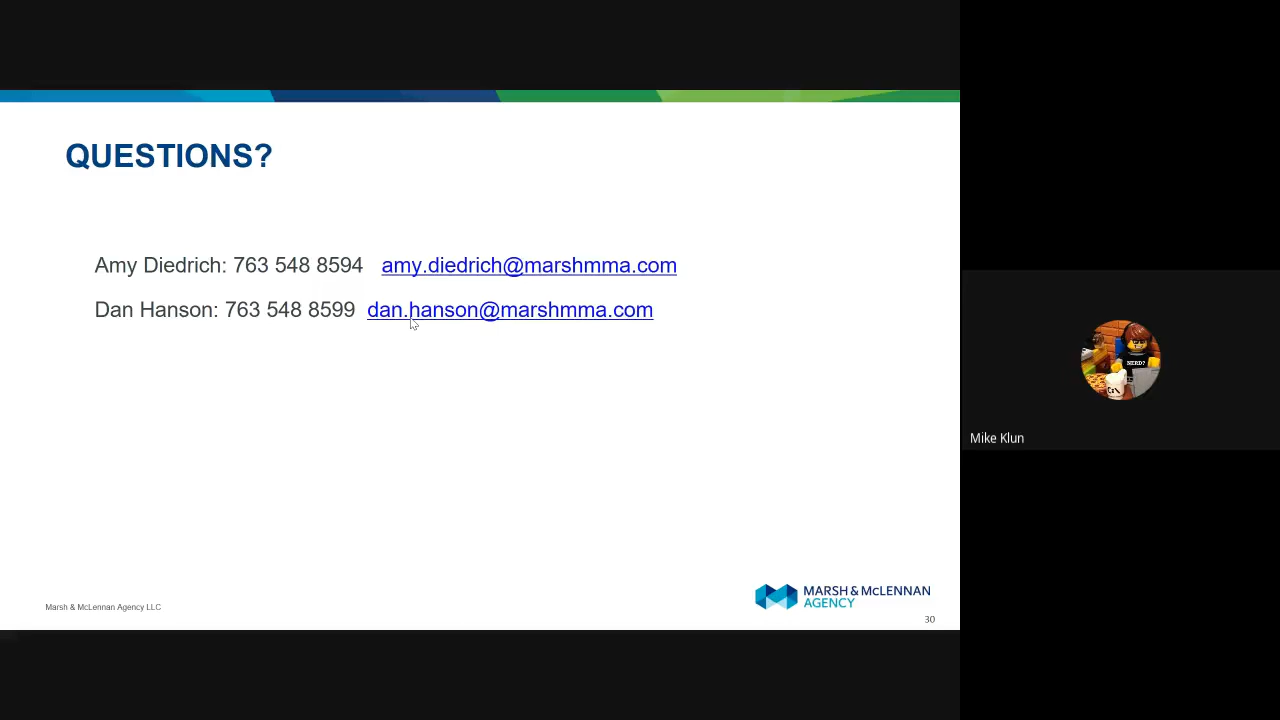 QUESTIONS?
Amy Diedrich: 763 548 8594 amy.diedrich@marshmma.com
Dan Hanson: 763 548 8599 dan.hanson@marshmma.com
NERD?
Mike Klun
MARSH & McLENNAN
AGENCY
Marsh & McLennan Agency LLC
30